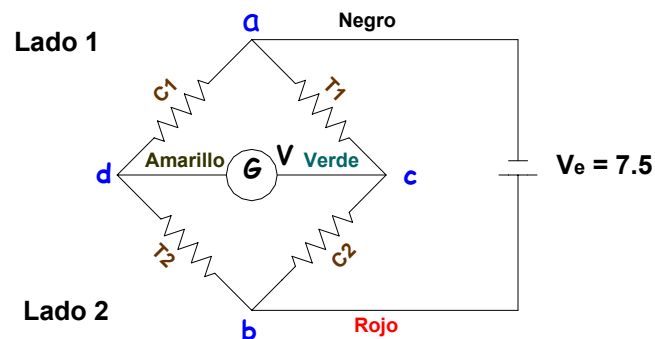 a
Negro
Lado 1
C1
T1
Amarillo
G
V
Verde
d
c
Ve = 7.5
T2
C2
Lado 2
b
Rojo